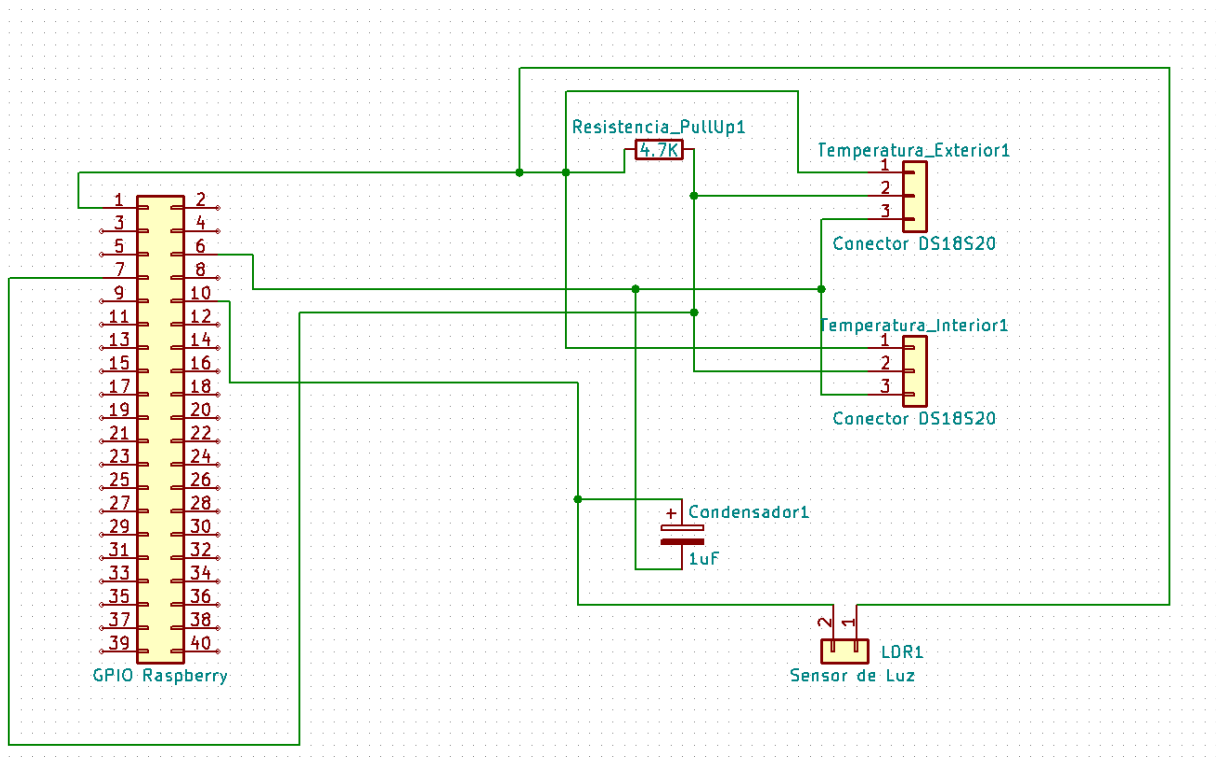 Resistencia_PullUp1
4.7K
Temperatura_Exterior1
1
2
3
Conector DS18S20
1 2
3 4
5 6
7 8
9 10
11 12
13 14
15 16
17 18
19 20
21 22
23 24
25 26
27 28
29 30
31 32
33 34
35 36
37 38
39 40
GPIO Raspberry
Temperatura_Interior1
1
2
3
Conector DS18S20
+ Condensador1
1uF
2 1
LDR1
Sensor de Luz